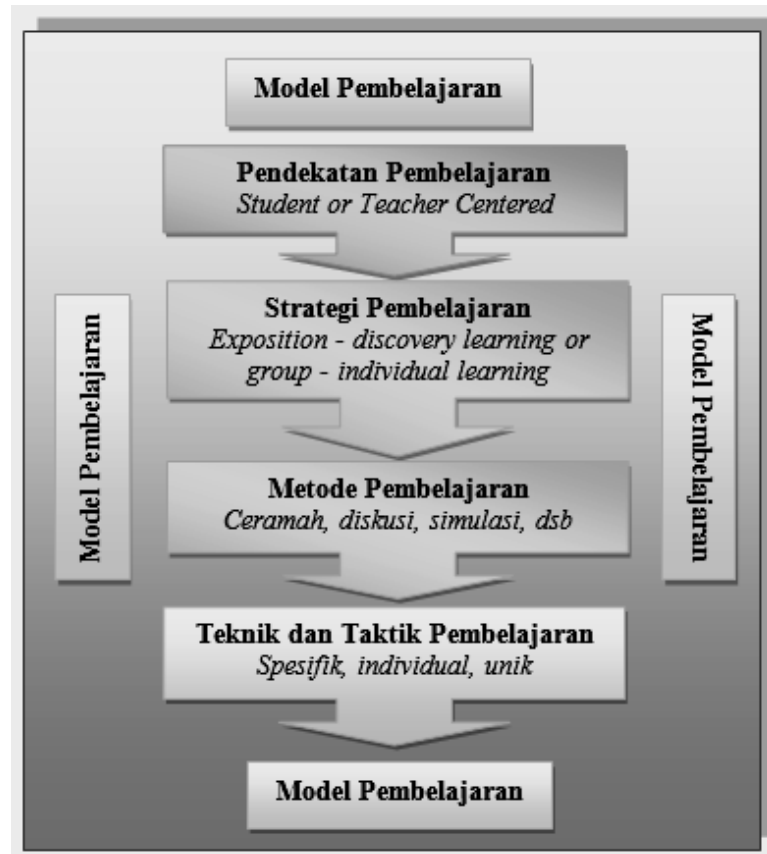 Model Pembelajaran
Pendekatan Pembelajaran
Student or Teacher Centered
Strategi Pembelajaran
Exposition - discovery learning or
group - individual learning
Model Pembelajaran
Model Pembelajaran
Metode Pembelajaran
Ceramah, diskusi, simulasi, dsb
Teknik dan Taktik Pembelajaran
Spesifik, individual, unik
Model Pembelajaran